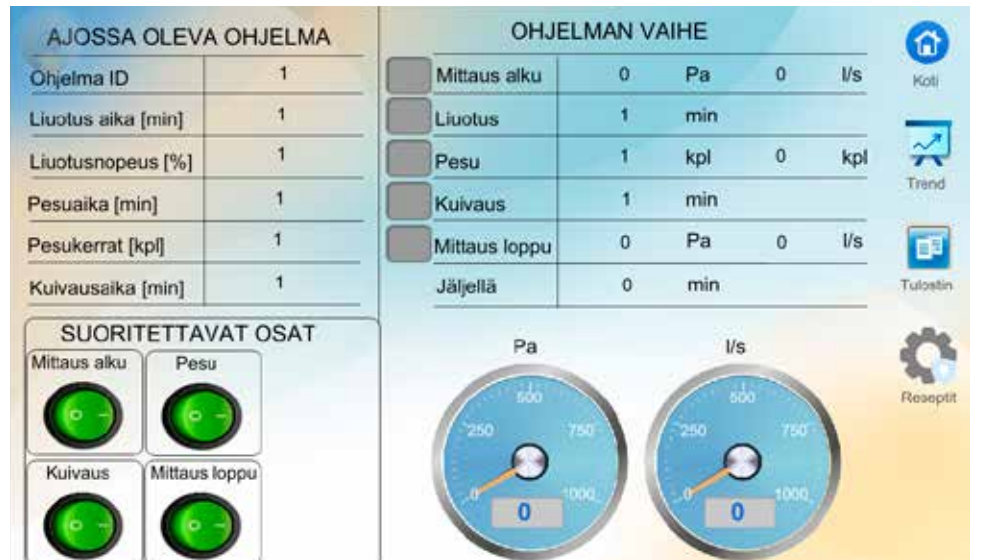 AJOSSA OLEVA OHJELMA
Ohjelma ID 1
Liuotus aika [min] 1
Liuotusnopeus [%] 1
Pesuaika [min] 1
Pesukerrat [kpl] 1
Kuivausaika [min] 1
OHJELMAN VAIHE
Mittaus alku 0 Pa 0 l/s
Liuotus 1 min
Pesu 1 kpl 0 kpl
Kuivaus 1 min
Mittaus loppu 0 Pa 0 l/s
Jäljellä 0 min
Koti
Trend
Tulostin
Reseptit
SUORITETTAVAT OSAT
Mittaus alku Pesu
Kuivaus Mittaus loppu
Pa
0 250 500 750 1000
0
l/s
0 250 500 750 1000
0